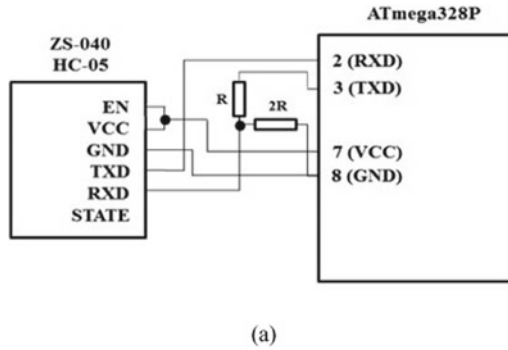 ATmega328P
ZS-040
HC-05
2 (RXD)
3 (TXD)
EN
R
2R
VCC
GND
7 (VCC)
TXD
8 (GND)
RXD
STATE
(a)